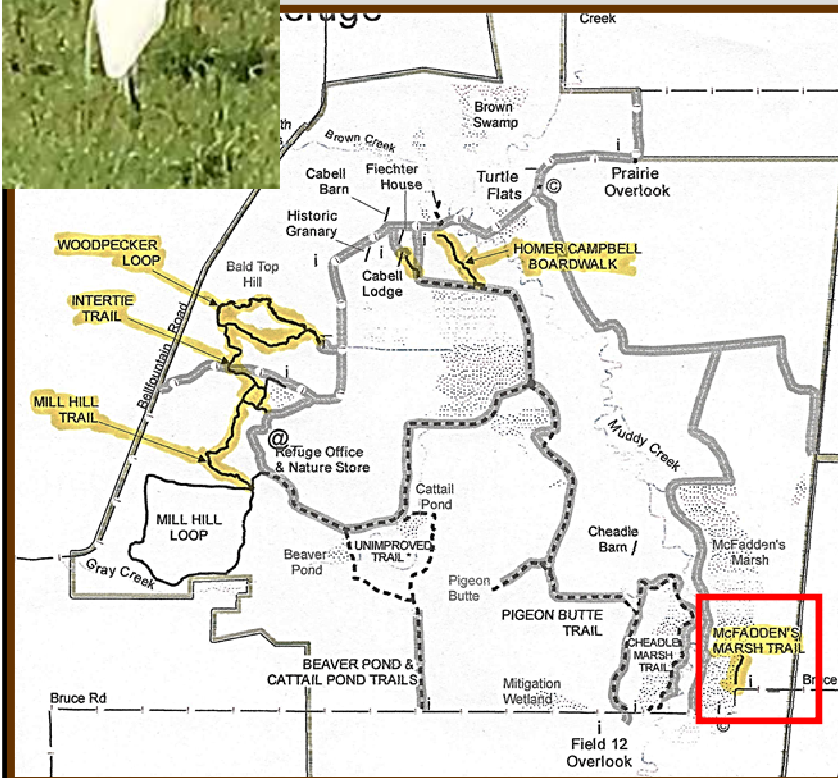 efuge
Creek
Brown
Swamp
Brown Creek
Cabell
Barn
Fiechter
House
Turtle
Flats
©
i
Prairie
Overlook
Historic
Granary
i
i
i
Cabell
Lodge
HOMER CAMPBELL
BOARDWALK
WOODPECKER
LOOP
Bald Top
Hill
INTERTIE
TRAIL
i
Bellfountain Road
MILL HILL
TRAIL
@
Refuge Office
& Nature Store
Muddy Creek
MILL HILL
LOOP
Cattail
Pond
UNIMPROVED
TRAIL
Beaver
Pond
Cheadle
Barn
McFadden's
Marsh
Gray Creek
Pigeon
Butte
PIGEON BUTTE
TRAIL
CHEADLE
MARSH
TRAIL
McFADDEN'S
MARSH TRAIL
i
Bruce
BEAVER POND &
CATTAIL POND TRAILS
Mitigation
Wetland
Bruce Rd
i
i
i
i
©
Field 12
Overlook